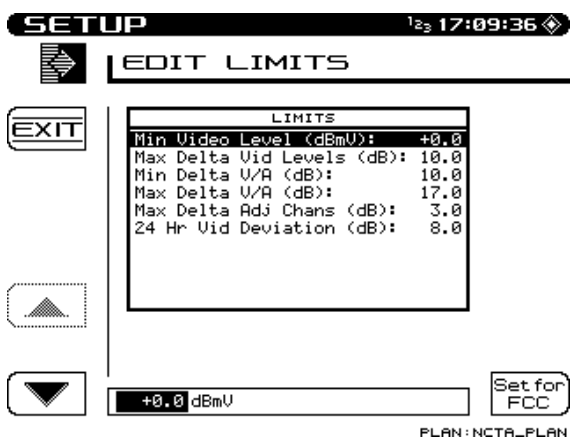 SETUP 123 17:09:36
EDIT LIMITS
EXIT
LIMITS
Min Video Level (dBmV): +0.0
Max Delta Vid Levels (dB): 10.0
Min Delta V/A (dB): 10.0
Max Delta V/A (dB): 17.0
Max Delta Adj Chans (dB): 3.0
24 Hr Vid Deviation (dB): 8.0
+0.0 dBmV
Set for
FCC
PLAN:NCTA_PLAN